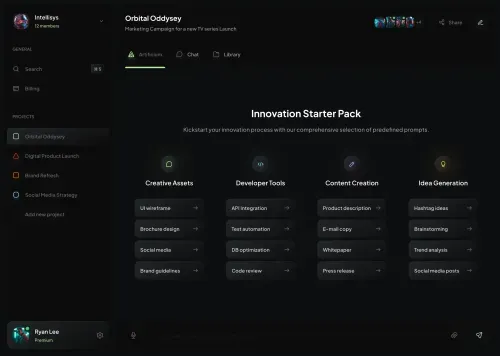 Intellisys
12 members
GENERAL
Search
⌘ S
Billing
PROJECTS
Orbital Oddysey
Digital Product Launch
Brand Refresh
Social Media Strategy
Add new project
Ryan Lee
Premium
Orbital Oddysey
Marketing Campaign for a new TV series Launch
+4
Share
Artificium
Chat
Library
Innovation Starter Pack
Kickstart your innovation process with our comprehensive selection of predefined prompts.
Creative Assets
UI wireframe
Brochure design
Social media
Brand guidelines
Developer Tools
API integration
Test automation
DB optimization
Code review
Content Creation
Product description
E-mail copy
Whitepaper
Press release
Idea Generation
Hashtag ideas
Brainstorming
Trend analysis
Social media posts